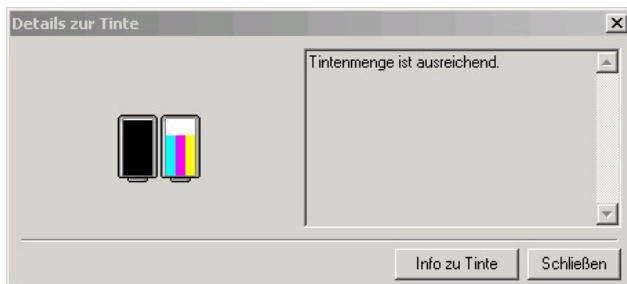 Details zur Tinte
Tintenmenge ist ausreichend.
Info zu Tinte
Schließen